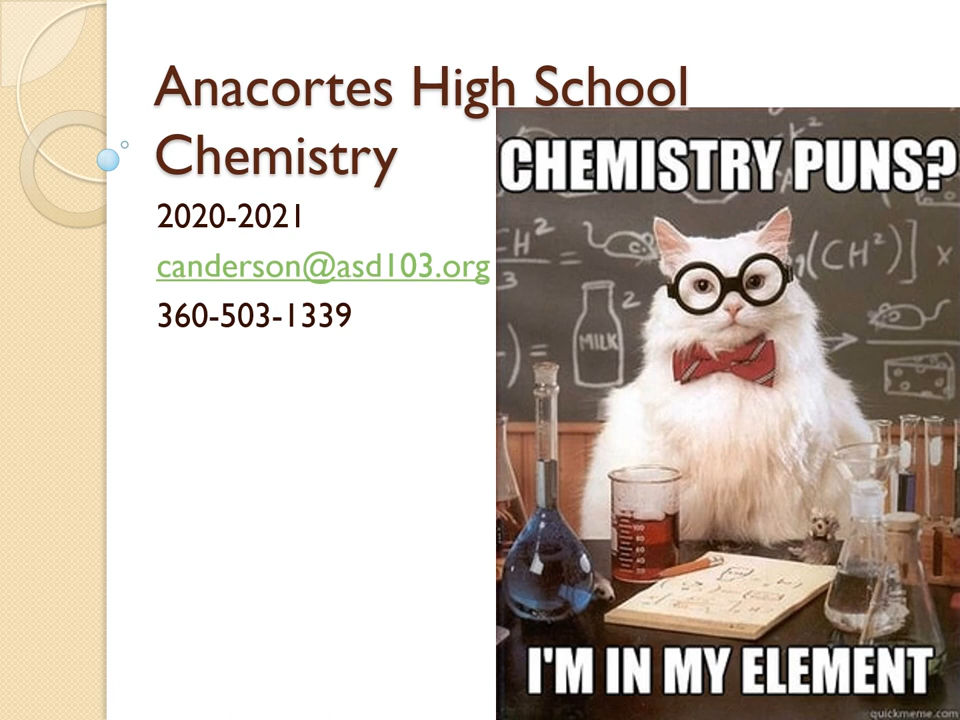 Anacortes High School
Chemistry
2020-2021
canderson@asd103.org
360-503-1339
CHEMISTRY PUNS?
MILK
I'M IN MY ELEMENT
quickmeme.com